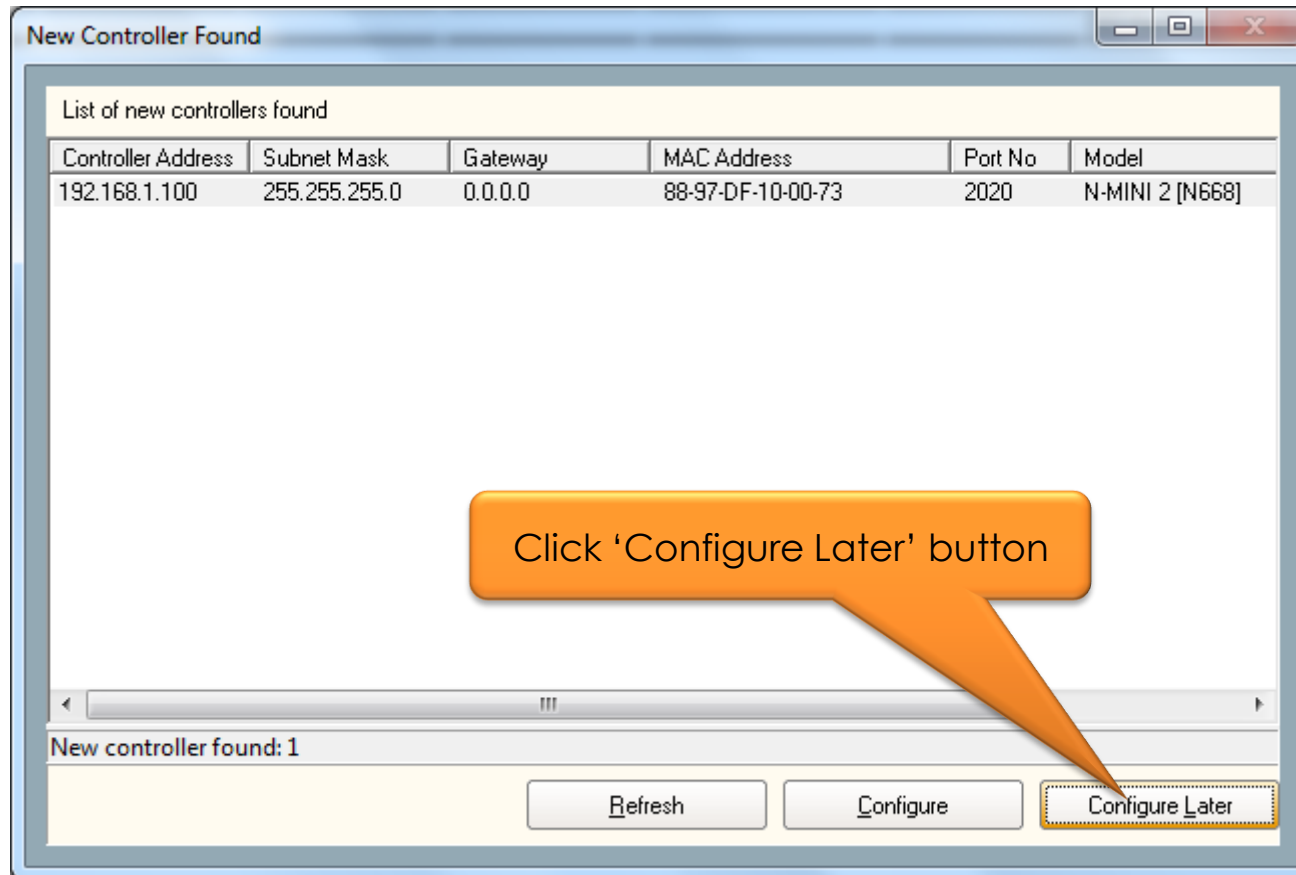 New Controller Found
List of new controllers found
Controller Address Subnet Mask Gateway MAC Address Port No Model
192.168.1.100 255.255.255.0 0.0.0.0 88-97-DF-10-00-73 2020 N-MINI 2 [N668]
Click ‘Configure Later’ button
New controller found: 1
Refresh Configure Configure Later